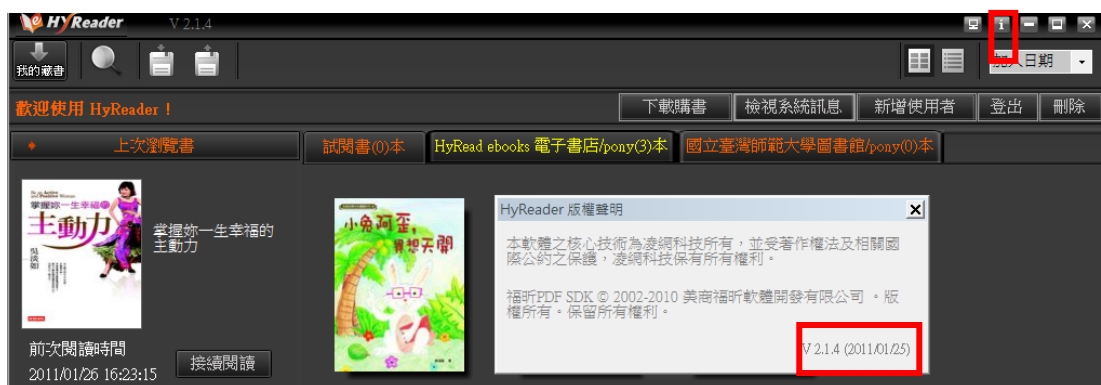 HyReader V 2.1.4
我的藏書
加入日期
歡迎使用 HyReader !
下載購書 檢視系統訊息 新增使用者 登出 刪除
上次瀏覽書
試閱書(0)本 HyRead ebooks 電子書店/pony(3)本 國立臺灣師範大學圖書館/pony(0)本
掌握妳一生幸福的
主動力
吳淡如
掌握妳一生幸福的
主動力
前次閱讀時間
2011/01/26 16:23:15
接續閱讀
小兔阿歪,
異想天開
HyReader 版權聲明
本軟體之核心技術為凌網科技所有,並受著作權法及相關國
際公約之保護,凌網科技保有所有權利。
福昕PDF SDK © 2002-2010 美商福昕軟體開發有限公司 。版
權所有。保留所有權利。
V 2.1.4 (2011/01/25)